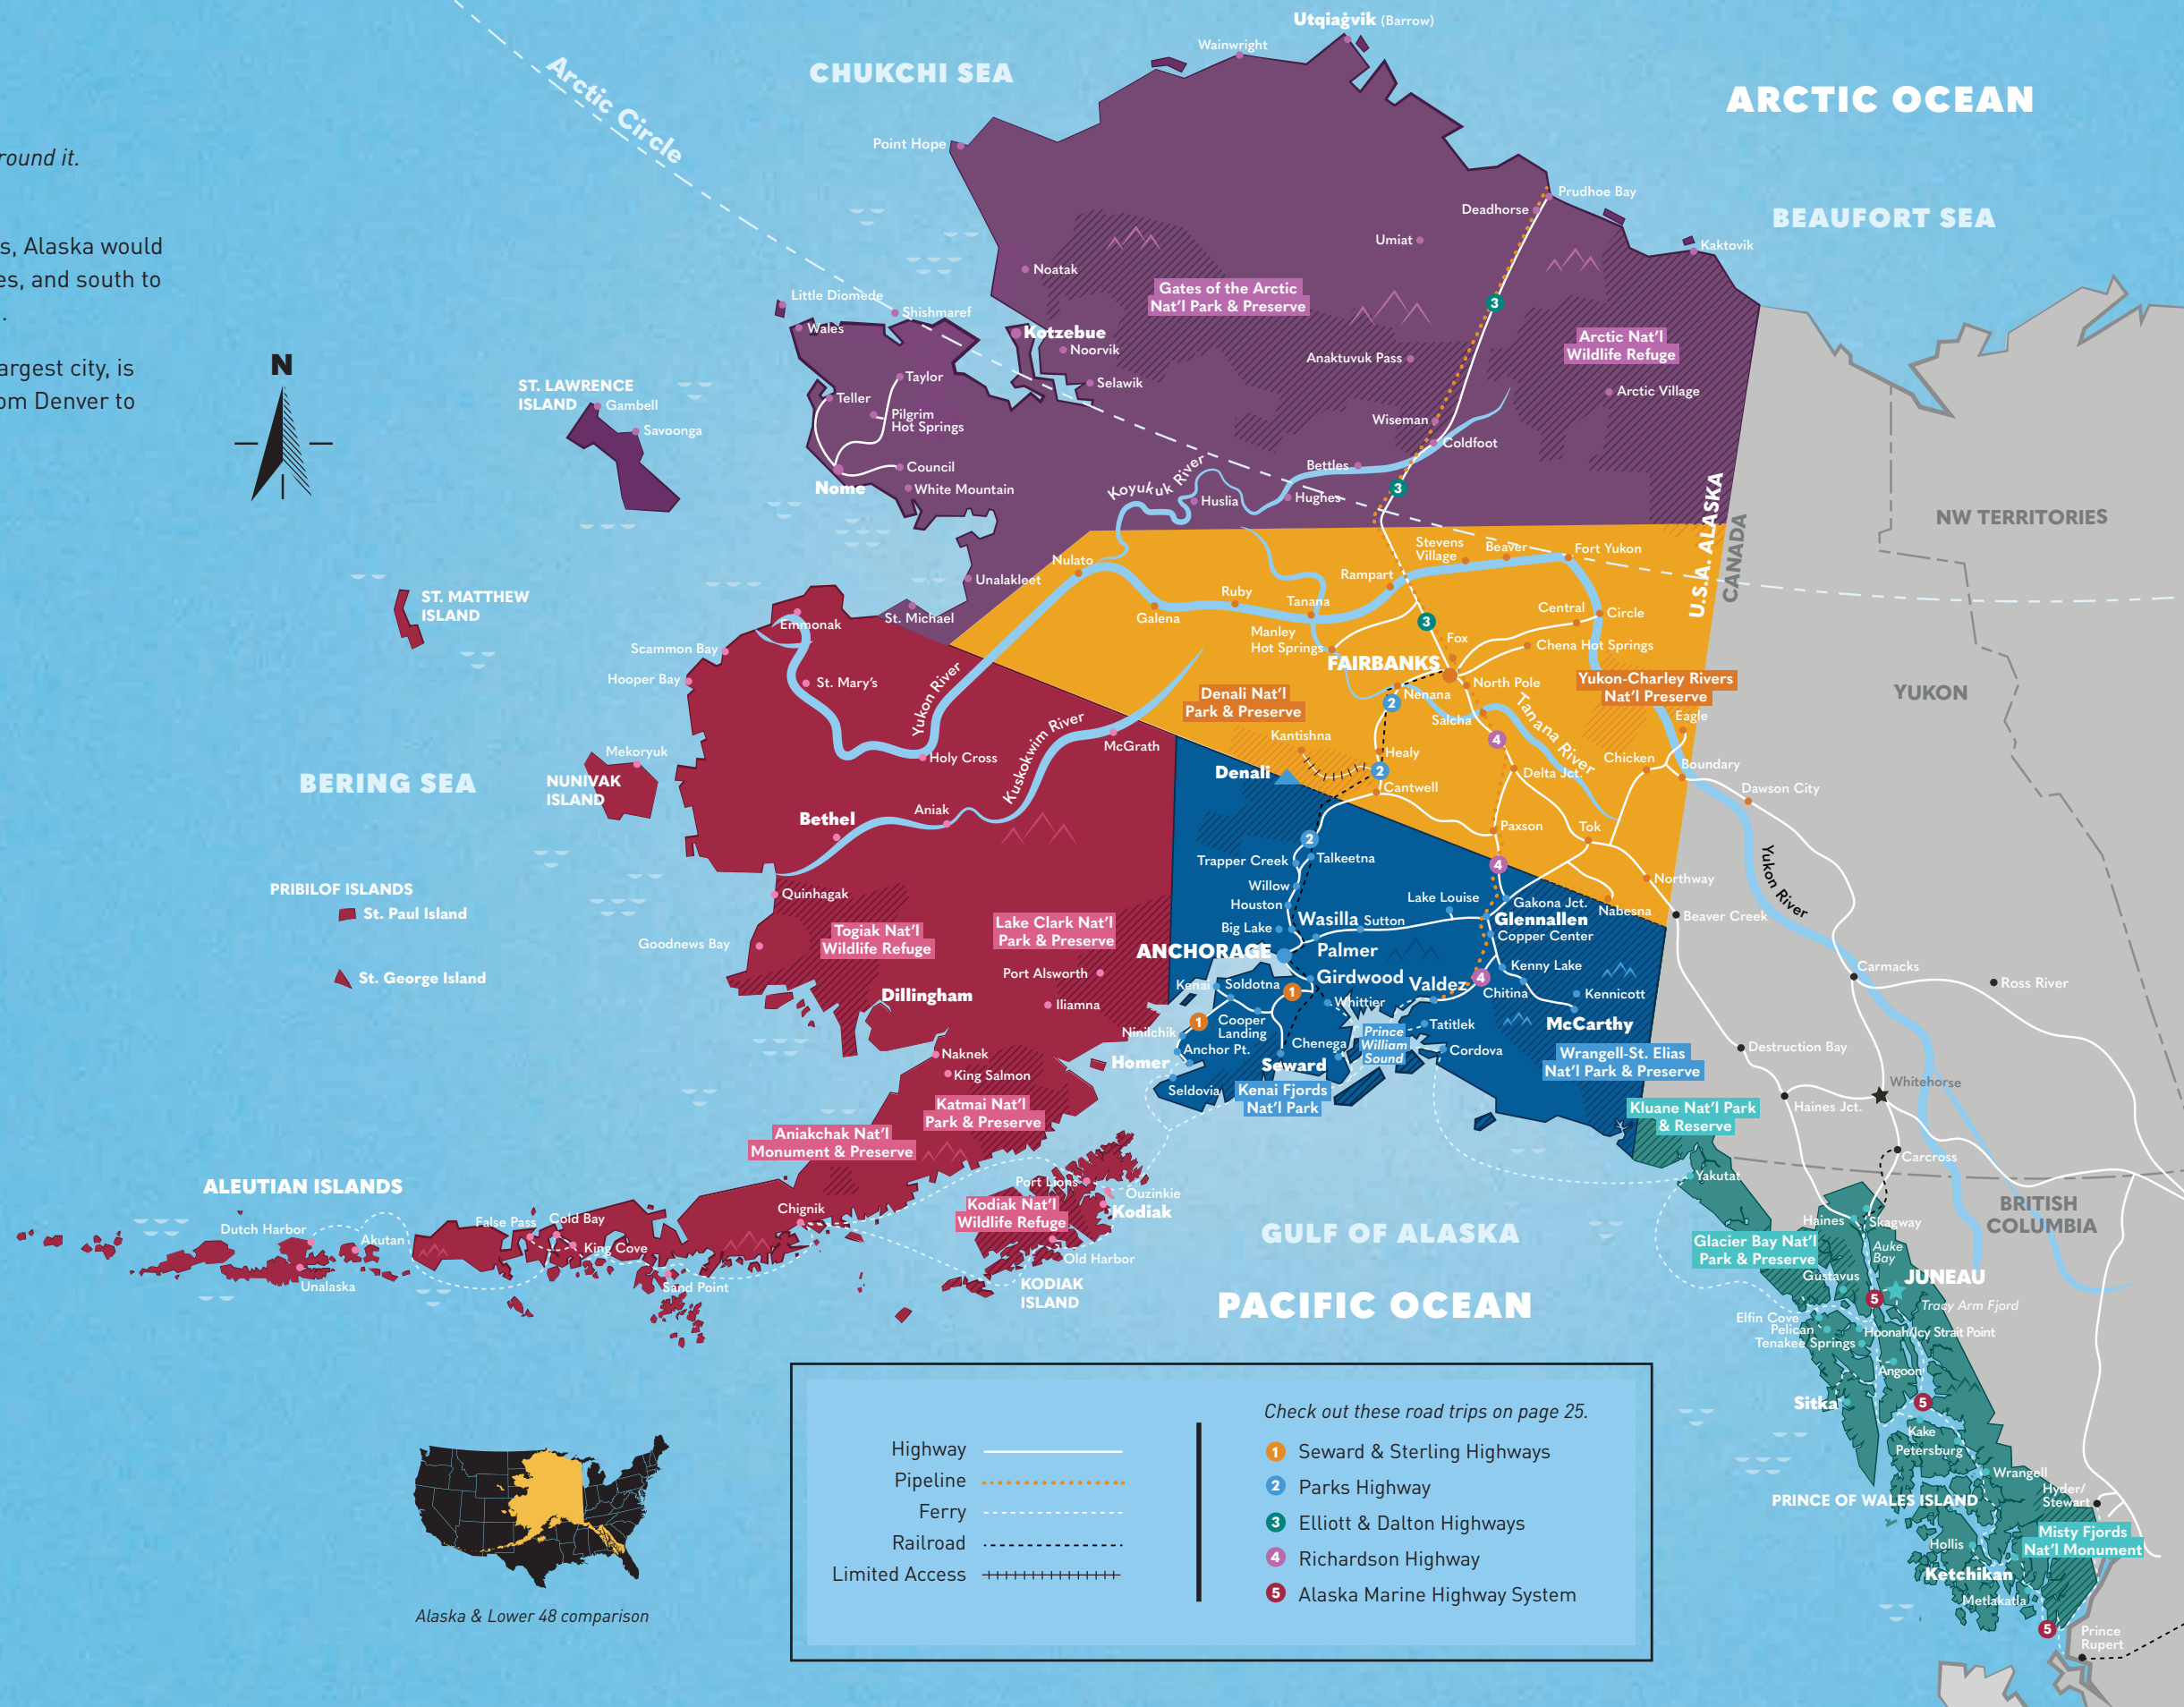 round it.
s, Alaska would
es, and south to
.
argest city, is
om Denver to
N
Arctic Circle
CHUKCHI SEA
ARCTIC OCEAN
BEAUFORT SEA
Utqiaġvik (Barrow)
Wainwright
Point Hope
Prudhoe Bay
Deadhorse
Umiat
Kaktovik
Noatak
Gates of the Arctic
Nat'l Park & Preserve
Little Diomede
Shishmaref
Wales
Kotzebue
Noorvik
Anaktuvuk Pass
Arctic Nat'l
Wildlife Refuge
Selawik
Arctic Village
3
Taylor
Teller
Pilgrim
Hot Springs
Wiseman
Coldfoot
ST. LAWRENCE
ISLAND
Gambell
Savoonga
Council
White Mountain
Nome
Bettles
Koyukuk River
Huslia
Hughes
3
U.S.A. ALASKA
CANADA
NW TERRITORIES
YUKON
Unalakleet
St. Michael
Nulato
Galena
Ruby
Tanana
Rampart
Stevens
Village
Beaver
Fort Yukon
Central
Circle
Manley
Hot Springs
3
Fox
Chena Hot Springs
FAIRBANKS
North Pole
Yukon-Charley Rivers
Nat'l Preserve
Denali Nat'l
Park & Preserve
Nenana
2
Salcha
Tanana River
Eagle
4
Kantishna
Healy
Chicken
Boundary
Denali
2
Delta Jct.
Cantwell
Dawson City
Paxson
Tok
Yukon River
Northway
Nabesna
Beaver Creek
ST. MATTHEW
ISLAND
Emmonak
Scammon Bay
Hooper Bay
St. Mary's
Yukon River
Mekoryuk
NUNIVAK
ISLAND
BERING SEA
Holy Cross
Kuskokwim River
McGrath
Aniak
Bethel
PRIBILOF ISLANDS
St. Paul Island
St. George Island
Quinhagak
Goodnews Bay
Togiak Nat'l
Wildlife Refuge
Lake Clark Nat'l
Park & Preserve
Port Alsworth
Iliamna
Dillingham
Naknek
King Salmon
Katmai Nat'l
Park & Preserve
Aniakchak Nat'l
Monument & Preserve
2
Trapper Creek
Talkeetna
4
Willow
Houston
Lake Louise
Gakona Jct.
Big Lake
Wasilla
Sutton
Glennallen
Copper Center
ANCHORAGE
Palmer
Girdwood
Kenny Lake
Kenai
Soldotna
1
Valdez
4
Chitina
Kennicott
Whittier
1
Cooper
Landing
Ninilchik
Tatitlek
McCarthy
Prince
William
Sound
Anchor Pt.
Chenega
Cordova
Homer
Seward
Wrangell-St. Elias
Nat'l Park & Preserve
Seldovia
Kenai Fjords
Nat'l Park
Kluane Nat'l Park
& Reserve
Carmacks
Ross River
Destruction Bay
Whitehorse
Haines Jct.
Carcross
BRITISH
COLUMBIA
ALEUTIAN ISLANDS
Dutch Harbor
Akutan
Unalaska
False Pass
Cold Bay
King Cove
Sand Point
Chignik
Port Lions
Ouzinkie
Kodiak Nat'l
Wildlife Refuge
Kodiak
Old Harbor
KODIAK
ISLAND
GULF OF ALASKA
PACIFIC OCEAN
Yakutat
Haines
Skagway
Glacier Bay Nat'l
Park & Preserve
Auke
Bay
Gustavus
JUNEAU
5
Tracy Arm Fjord
Elfin Cove
Pelican
Hoonah/Icy Strait Point
Tenakee Springs
Angoon
Sitka
5
Kake
Petersburg
Wrangell
PRINCE OF WALES ISLAND
Hyder/
Stewart
Hollis
Misty Fjords
Nat'l Monument
Ketchikan
Metlakatla
5
Prince
Rupert
Alaska & Lower 48 comparison
Highway
Pipeline
Ferry
Railroad
Limited Access
Check out these road trips on page 25.
1 Seward & Sterling Highways
2 Parks Highway
3 Elliott & Dalton Highways
4 Richardson Highway
5 Alaska Marine Highway System